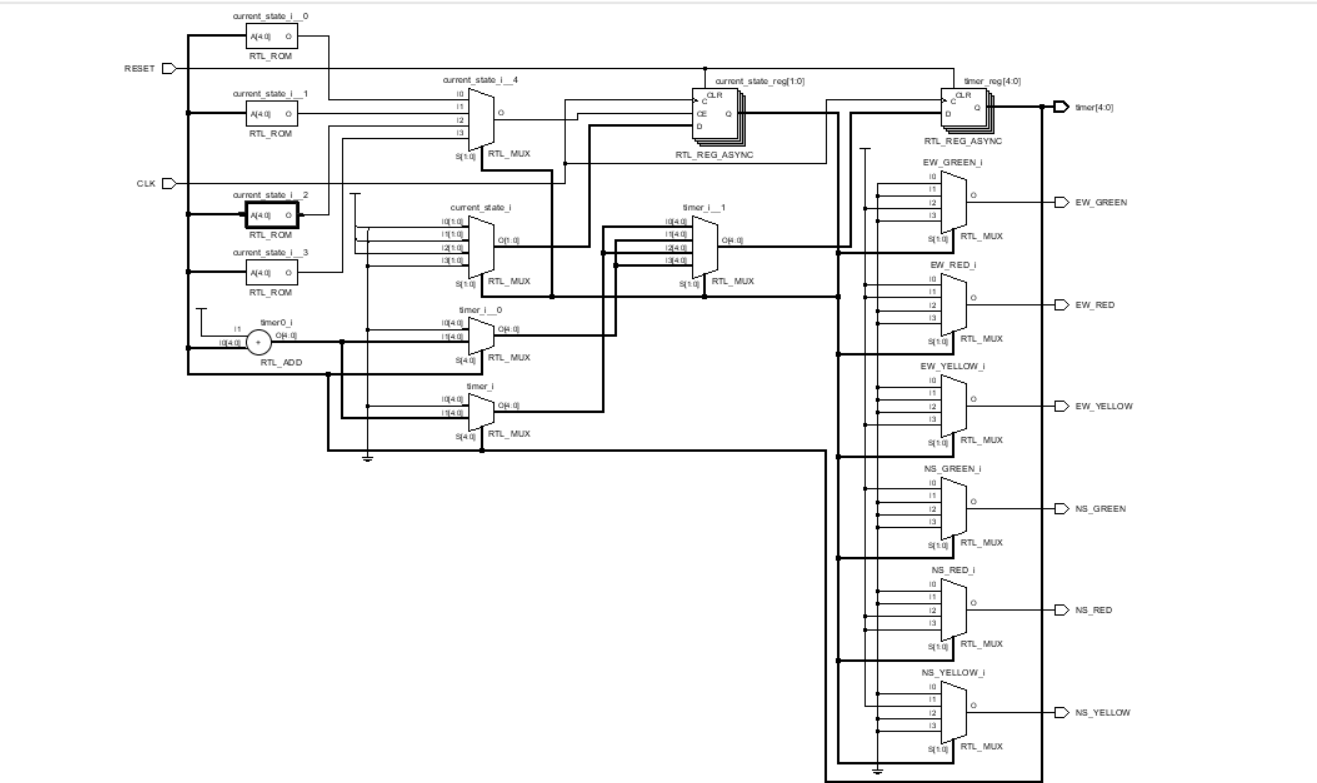 current_state_i__0
A[4:0] O
RTL_ROM
RESET
current_state_i__1
A[4:0] O
RTL_ROM
CLK
current_state_i__2
A[4:0] O
RTL_ROM
current_state_i__3
A[4:0] O
RTL_ROM
timer0_i
I1
I0[4:0]
+
O[4:0]
RTL_ADD
current_state_i__4
I0
I1
I2
I3
S[1:0]
O
RTL_MUX
current_state_i
I0[1:0]
I1[1:0]
I2[1:0]
I3[1:0]
S[1:0]
O[1:0]
RTL_MUX
timer_i__0
I0[4:0]
I1[4:0]
S[4:0]
O[4:0]
RTL_MUX
timer_i
I0[4:0]
I1[4:0]
S[4:0]
O[4:0]
RTL_MUX
current_state_reg[1:0]
CLR
C
CE
D
Q
RTL_REG_ASYNC
timer_i__1
I0[4:0]
I1[4:0]
I2[4:0]
I3[4:0]
S[1:0]
O[4:0]
RTL_MUX
timer_reg[4:0]
CLR
C
D
Q
RTL_REG_ASYNC
timer[4:0]
EW_GREEN_i
I0
I1
I2
I3
S[1:0]
O
RTL_MUX
EW_GREEN
EW_RED_i
I0
I1
I2
I3
S[1:0]
O
RTL_MUX
EW_RED
EW_YELLOW_i
I0
I1
I2
I3
S[1:0]
O
RTL_MUX
EW_YELLOW
NS_GREEN_i
I0
I1
I2
I3
S[1:0]
O
RTL_MUX
NS_GREEN
NS_RED_i
I0
I1
I2
I3
S[1:0]
O
RTL_MUX
NS_RED
NS_YELLOW_i
I0
I1
I2
I3
S[1:0]
O
RTL_MUX
NS_YELLOW